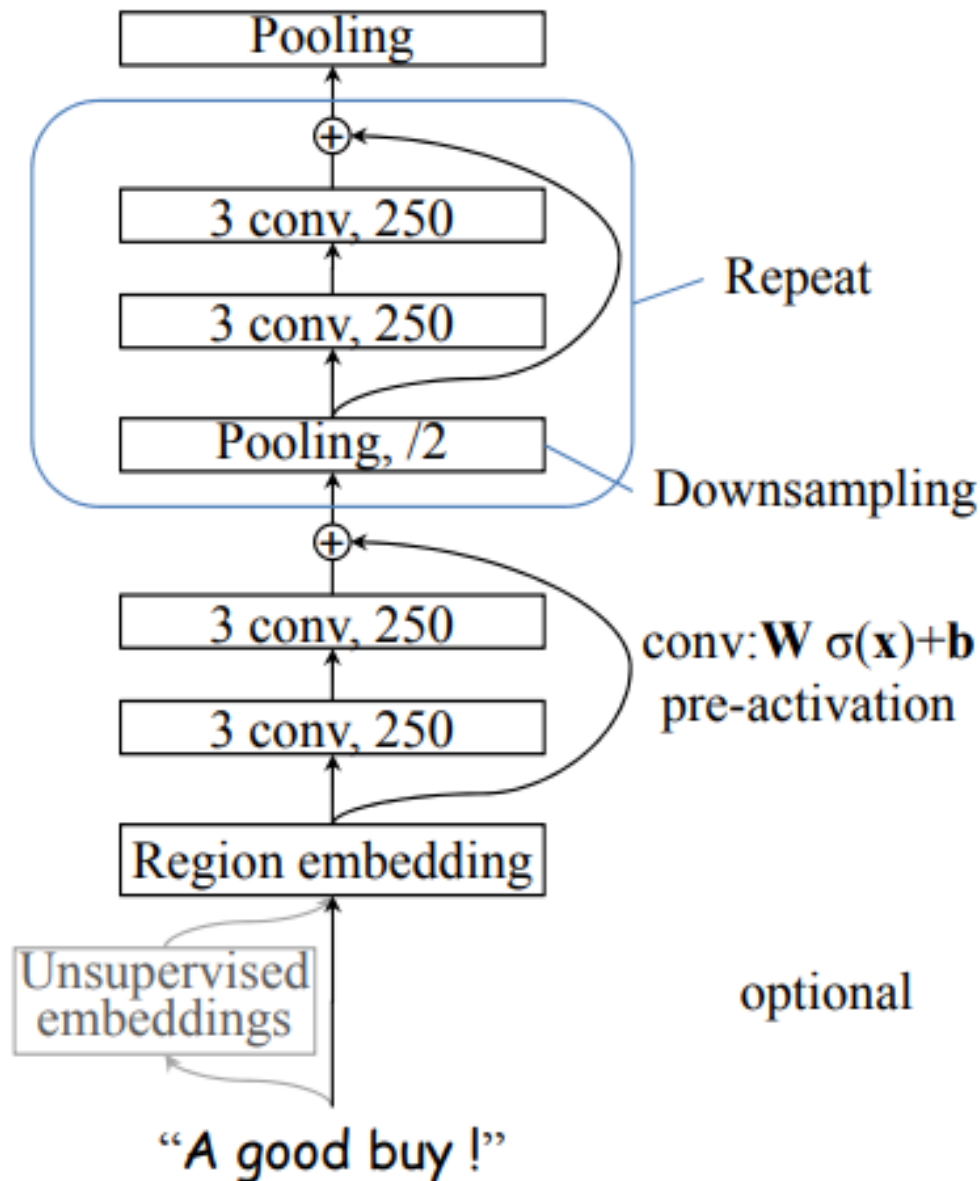 Pooling
+
3 conv, 250
3 conv, 250
Repeat
Pooling, /2
Downsampling
+
3 conv, 250
conv:W σ(x)+b
pre-activation
3 conv, 250
Region embedding
Unsupervised
embeddings
optional
“A good buy !”